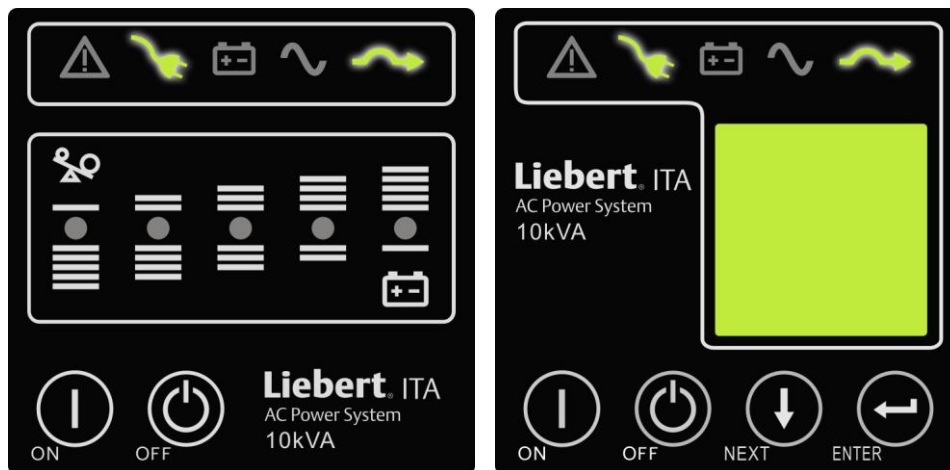 Liebert® ITA
AC Power System
10kVA
ON
OFF
Liebert® ITA
AC Power System
10kVA
ON
OFF
NEXT
ENTER